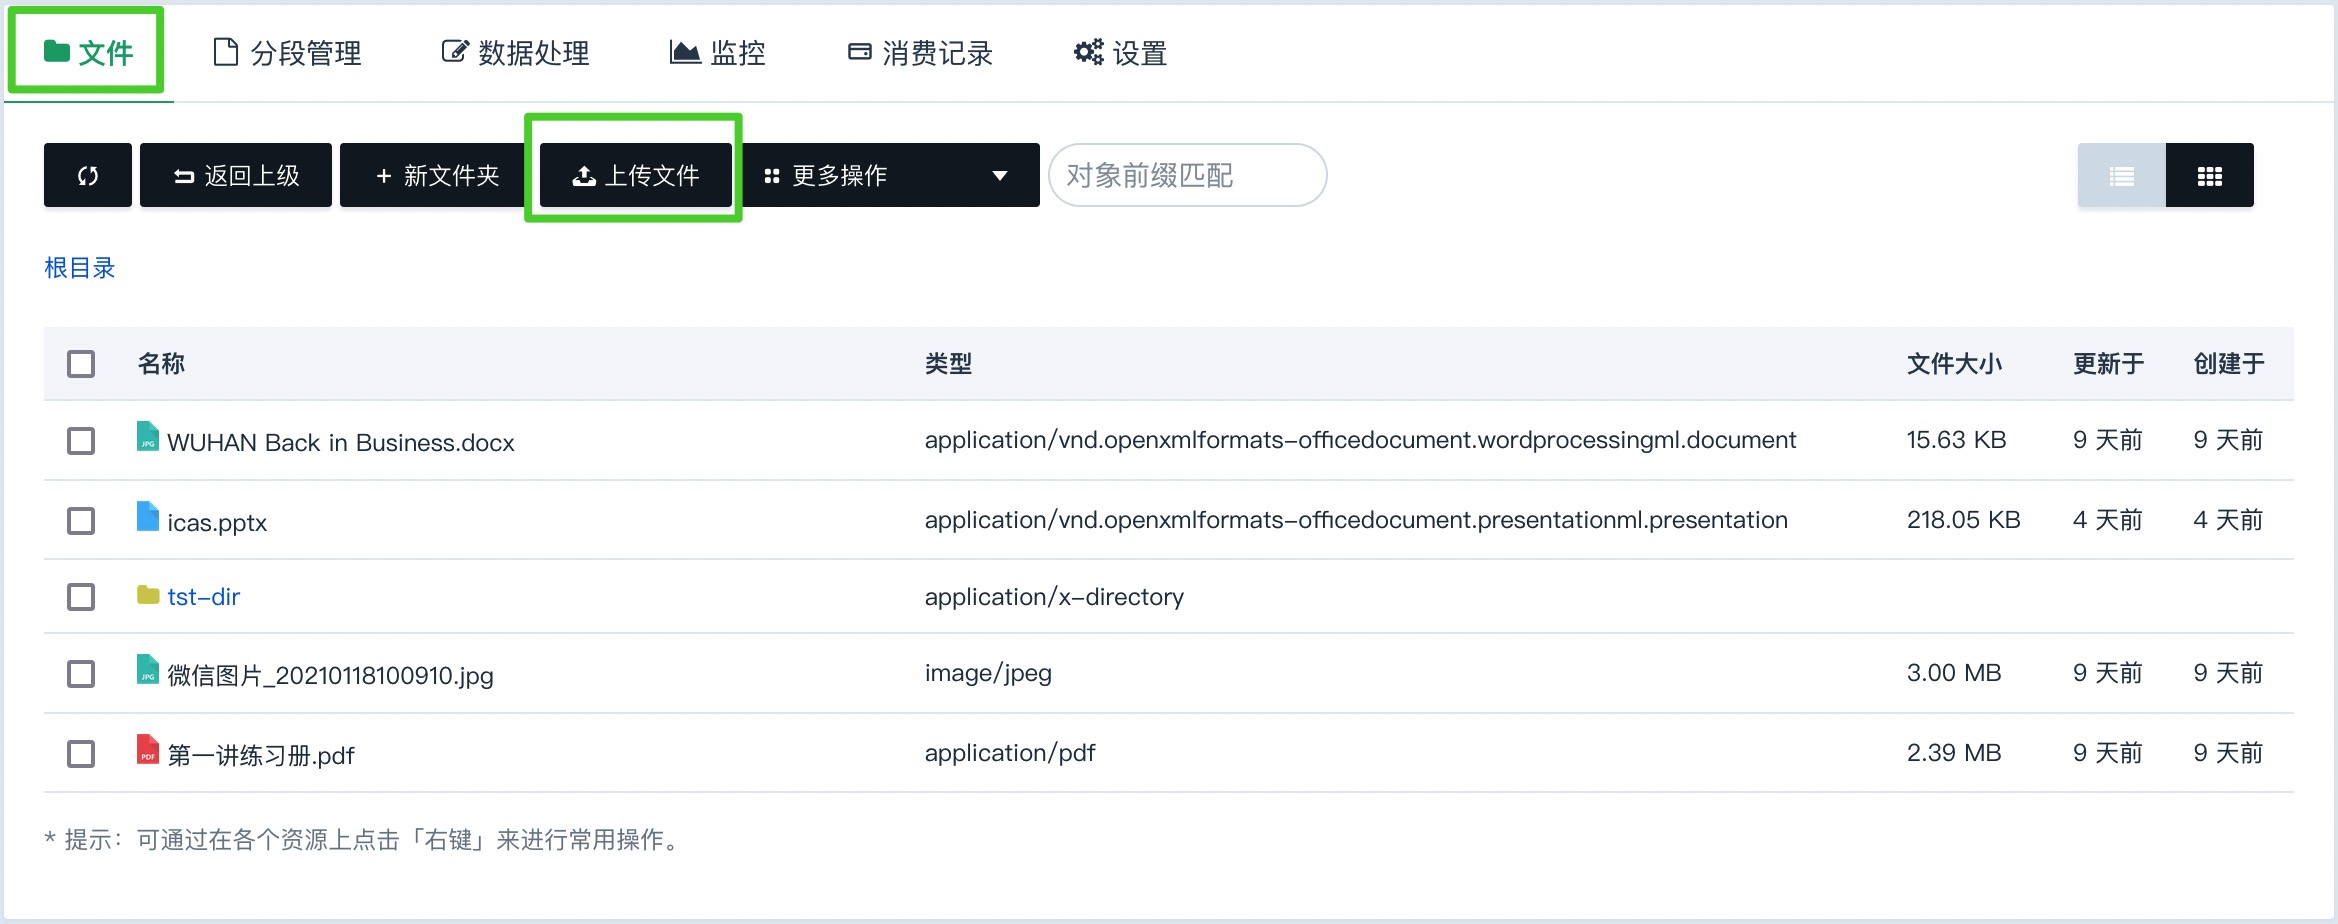 文件 分段管理 数据处理 监控 消费记录 设置
返回上级 + 新文件夹 上传文件 更多操作 对象前缀匹配
根目录
名称 类型 文件大小 更新于 创建于
JPG WUHAN Back in Business.docx application/vnd.openxmlformats-officedocument.wordprocessingml.document 15.63 KB 9 天前 9 天前
icas.pptx application/vnd.openxmlformats-officedocument.presentationml.presentation 218.05 KB 4 天前 4 天前
tst-dir application/x-directory
JPG 微信图片_20210118100910.jpg image/jpeg 3.00 MB 9 天前 9 天前
PDF 第一讲练习册.pdf application/pdf 2.39 MB 9 天前 9 天前
* 提示：可通过在各个资源上点击「右键」来进行常用操作。